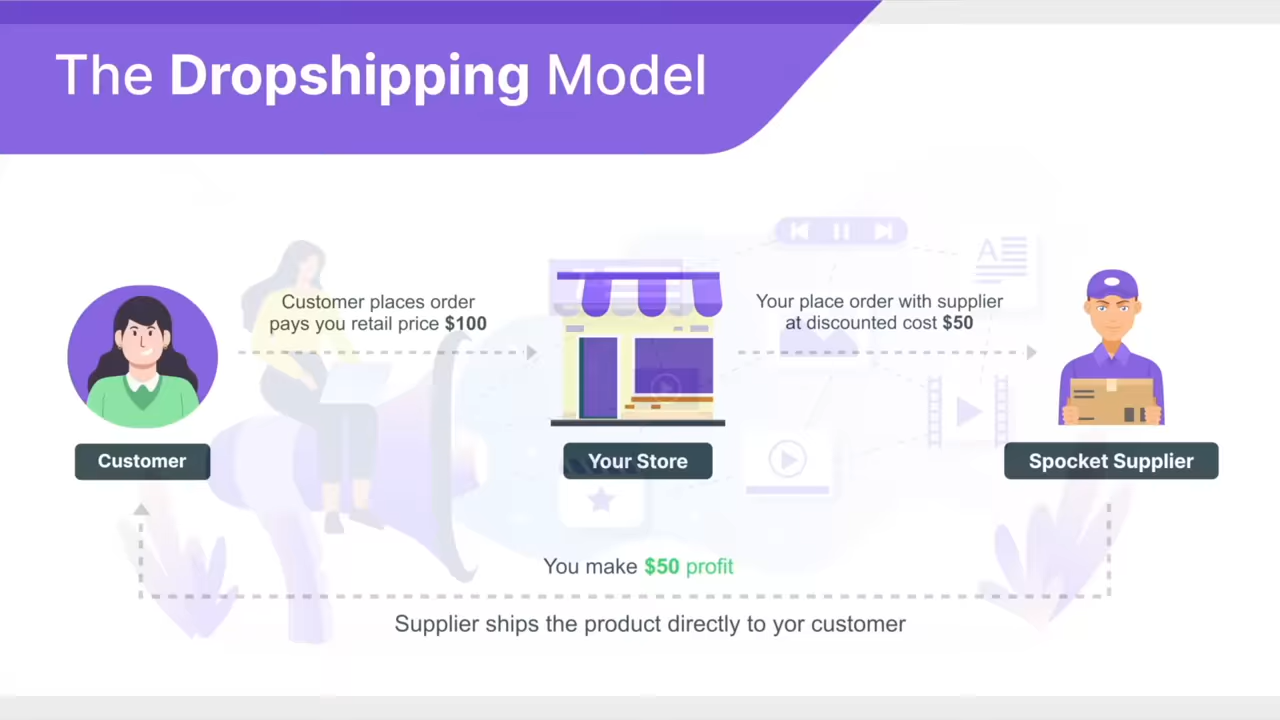 The Dropshipping Model
Customer places order
pays you retail price $100
Your place order with supplier
at discounted cost $50
Customer
Your Store
Spocket Supplier
You make $50 profit
Supplier ships the product directly to yor customer
A